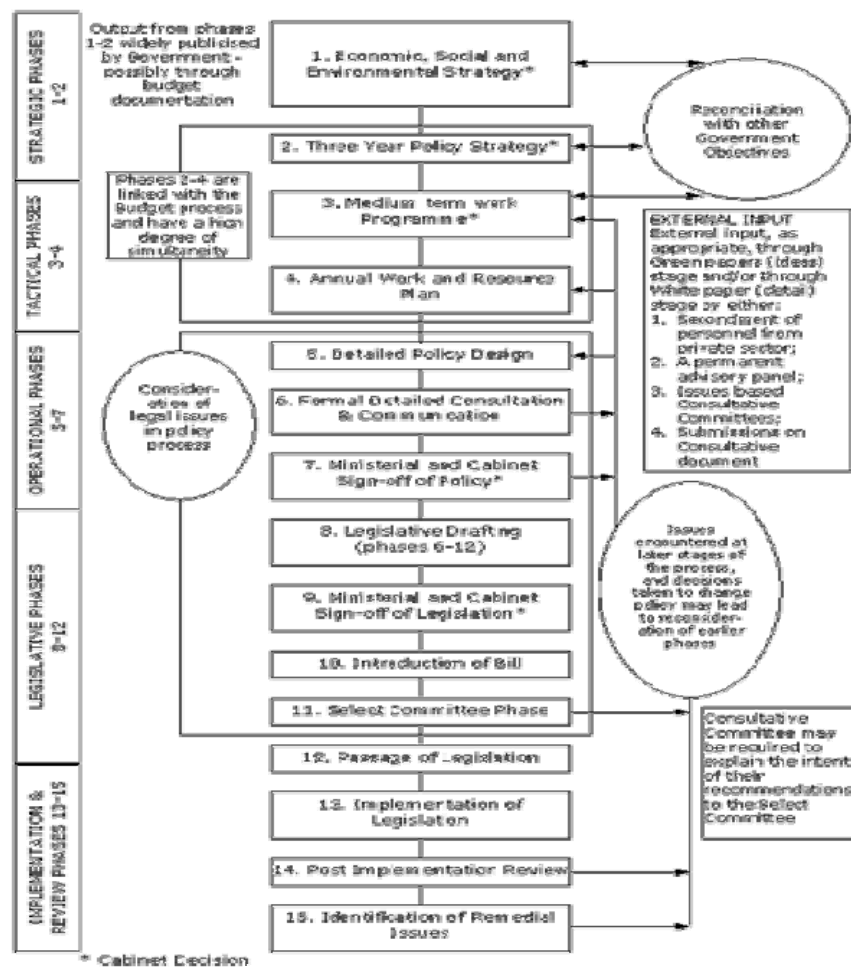 STRATEGIC PHASES
1-2
TACTICAL PHASES
3-4
OPERATIONAL PHASES
5-7
LEGISLATIVE PHASES
8-12
IMPLEMENTATION &
REVIEW PHASES 13-15
Output from phases
1-2 widely publicised
by Government -
possibly through
budget
documentation
1. Economic, Social and
Environmental Strategy*
Reconciliation
with other
Government
Objectives
2. Three Year Policy Strategy*
Phases 2-4 are
linked with the
Budget process
and have a high
degree of
simultaneity
3. Medium term work
Programme*
4. Annual Work and Resource
Plan
EXTERNAL INPUT
External input, as
appropriate, through
Green papers ((deas)
stage and/or through
White paper (detail)
stage by either:
1. Secondment of
personnel from
private sector;
2. A permanent
advisory panel;
3. Issues based
Consultative
Committees;
4. Submissions on
Consultative
document
5. Detailed Policy Design
Consider-
ation of
legal issues
in policy
process
6. Formal Detailed Consultation
& Communication
7. Ministerial and Cabinet
Sign-off of Policy*
8. Legislative Drafting
(phases 6-12)
Issues
encountered at
later stages of
the process,
and decisions
taken to change
policy may lead
to reconsider-
ation of earlier
phases
9. Ministerial and Cabinet
Sign-off of Legislation*
10. Introduction of Bill
11. Select Committee Phase
Consultative
Committee may
be required to
explain the intent
of their
recommendations
to the Select
Committee
12. Passage of Legislation
13. Implementation of
Legislation
14. Post Implementation Review
15. Identification of Remedial
Issues
* Cabinet Decision